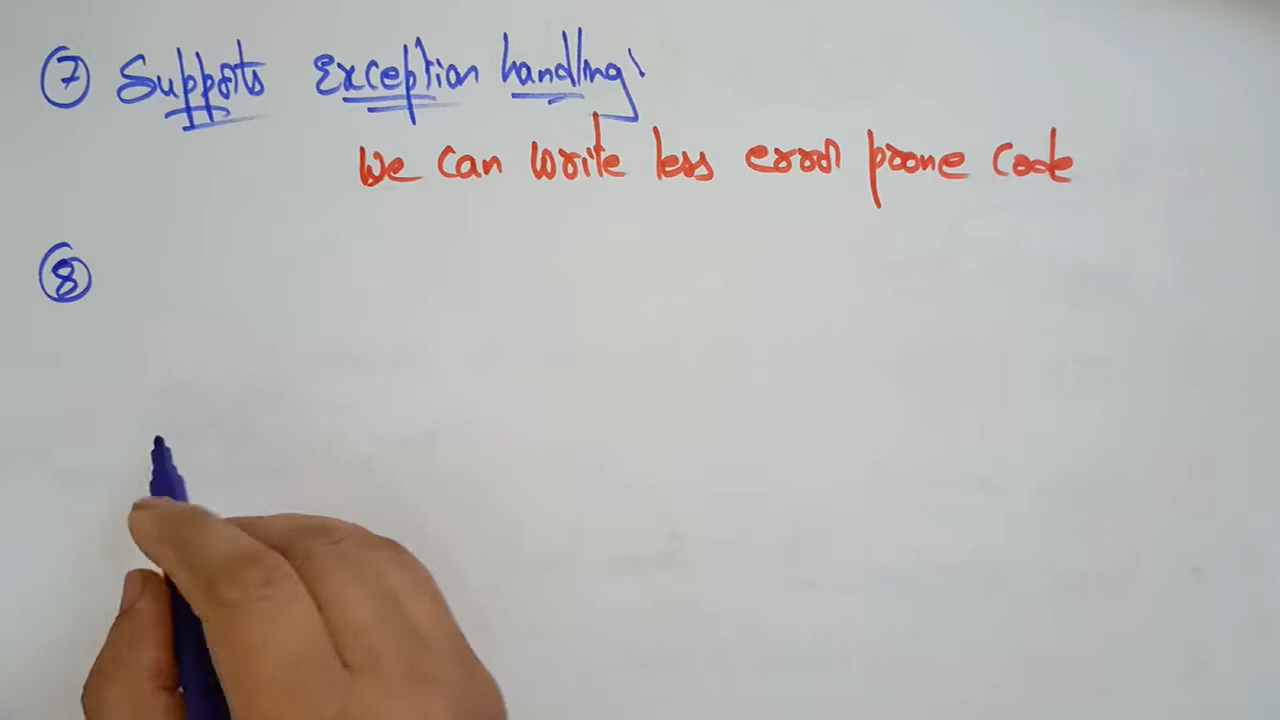 ⑦ Supports Exception handling:
We can write less error prone code
⑧